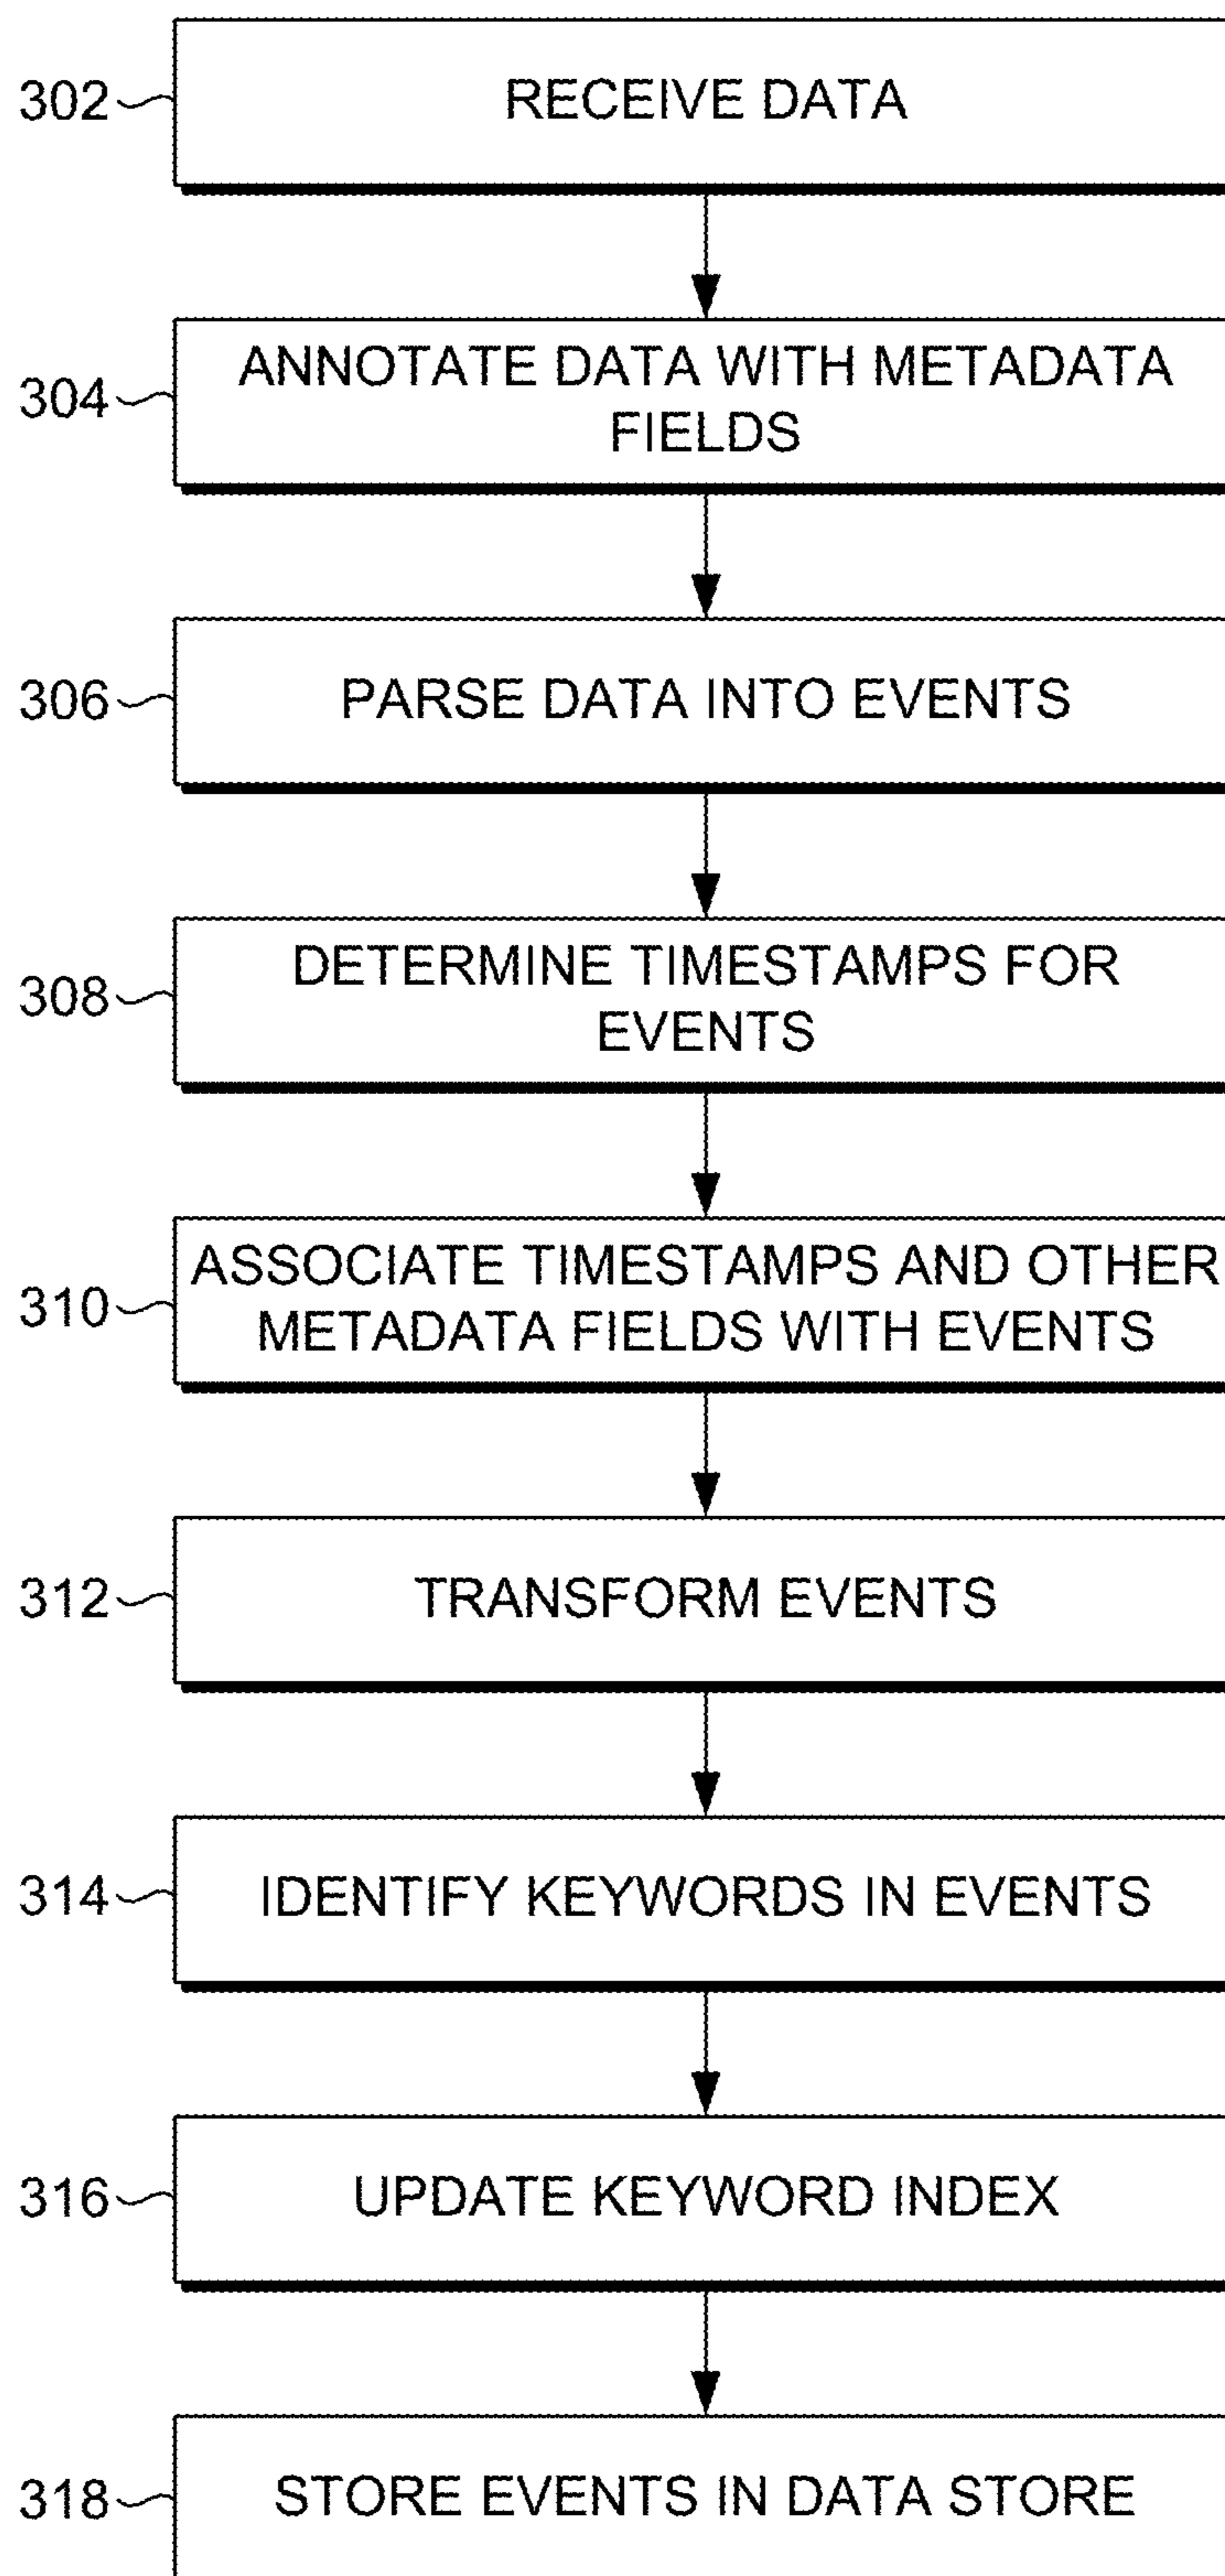 302
RECEIVE DATA
304
ANNOTATE DATA WITH METADATA
FIELDS
306
PARSE DATA INTO EVENTS
308
DETERMINE TIMESTAMPS FOR
EVENTS
310
ASSOCIATE TIMESTAMPS AND OTHER
METADATA FIELDS WITH EVENTS
312
TRANSFORM EVENTS
314
IDENTIFY KEYWORDS IN EVENTS
316
UPDATE KEYWORD INDEX
318
STORE EVENTS IN DATA STORE